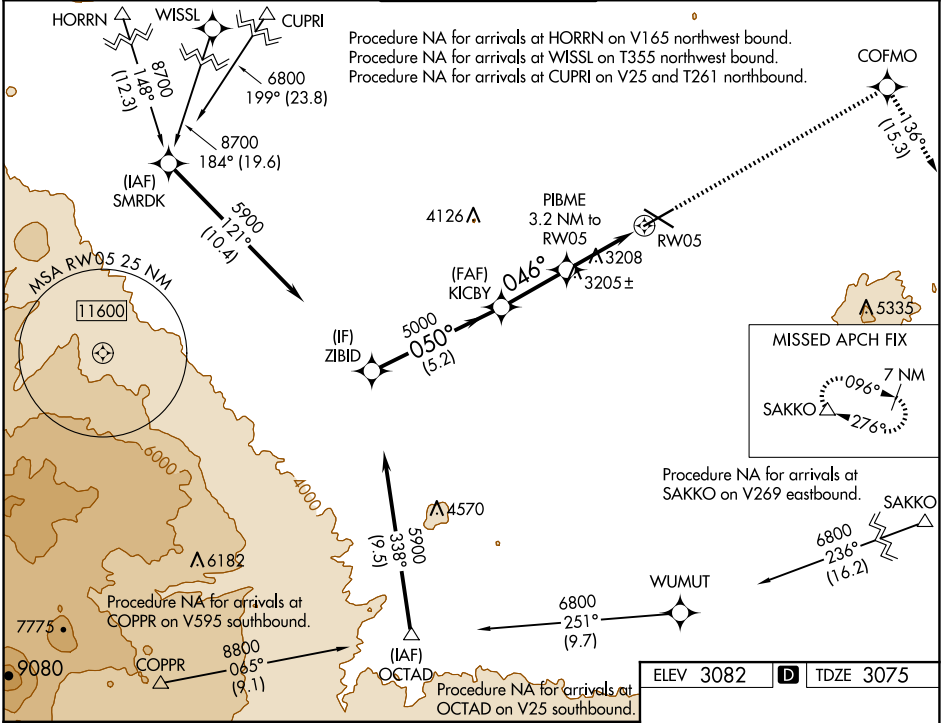 HORRN
WISSL
CUPRI
Procedure NA for arrivals at HORRN on V165 northwest bound.
Procedure NA for arrivals at WISSL on T355 northwest bound.
Procedure NA for arrivals at CUPRI on V25 and T261 northbound.
COFMO
8700
148°
(12.3)
6800
199° (23.8)
8700
184° (19.6)
136°
(15.3)
(IAF)
SMRDK
5900
121°
(10.4)
4126
PIBME
3.2 NM to
RW05
RW05
3208
3205±
046°
(FAF)
KICBY
MSA RW05 25 NM
11600
5335
(IF)
ZIBID
5000
050°
(5.2)
MISSED APCH FIX
7 NM
096°
SAKKO
276°
6000
4000
Procedure NA for arrivals at
SAKKO on V269 eastbound.
SAKKO
4570
5900
338°
(9.5)
6800
236°
(16.2)
6182
WUMUT
Procedure NA for arrivals at
COPPR on V595 southbound.
6800
251°
(9.7)
7775
9080
COPPR
8800
065°
(9.1)
(IAF)
OCTAD
Procedure NA for arrivals at
OCTAD on V25 southbound.
ELEV 3082 D TDZE 3075